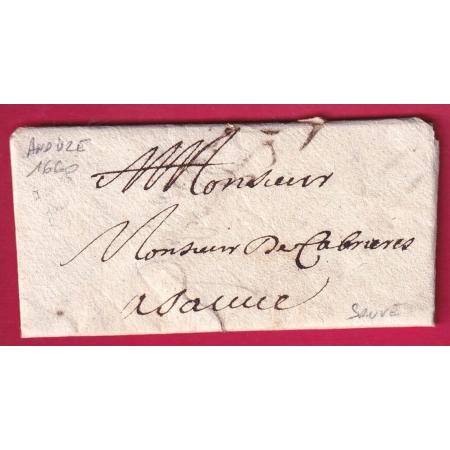 ANDUZE
1660
A Monsieur
Monsieur De Cabrieres
a Sauve
SAUVE